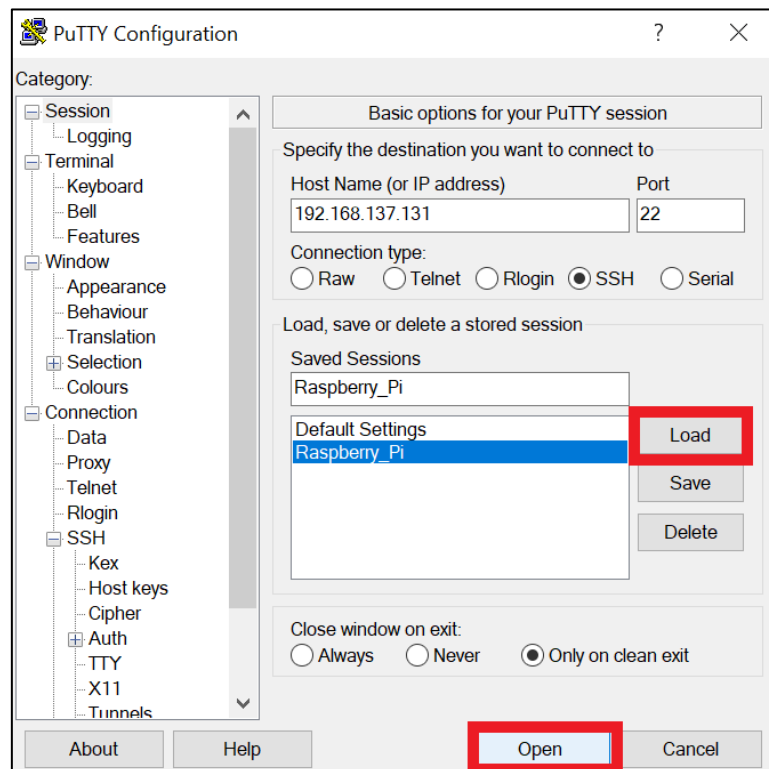 PuTTY Configuration
?
Category:
Session
Logging
Terminal
Keyboard
Bell
Features
Window
Appearance
Behaviour
Translation
Selection
Colours
Connection
Data
Proxy
Telnet
Rlogin
SSH
Kex
Host keys
Cipher
Auth
TTY
X11
Tunnels
Basic options for your PuTTY session
Specify the destination you want to connect to
Host Name (or IP address) Port
192.168.137.131 22
Connection type:
Raw Telnet Rlogin SSH Serial
Load, save or delete a stored session
Saved Sessions
Raspberry_Pi
Default Settings
Raspberry_Pi
Load
Save
Delete
Close window on exit:
Always Never Only on clean exit
About Help Open Cancel